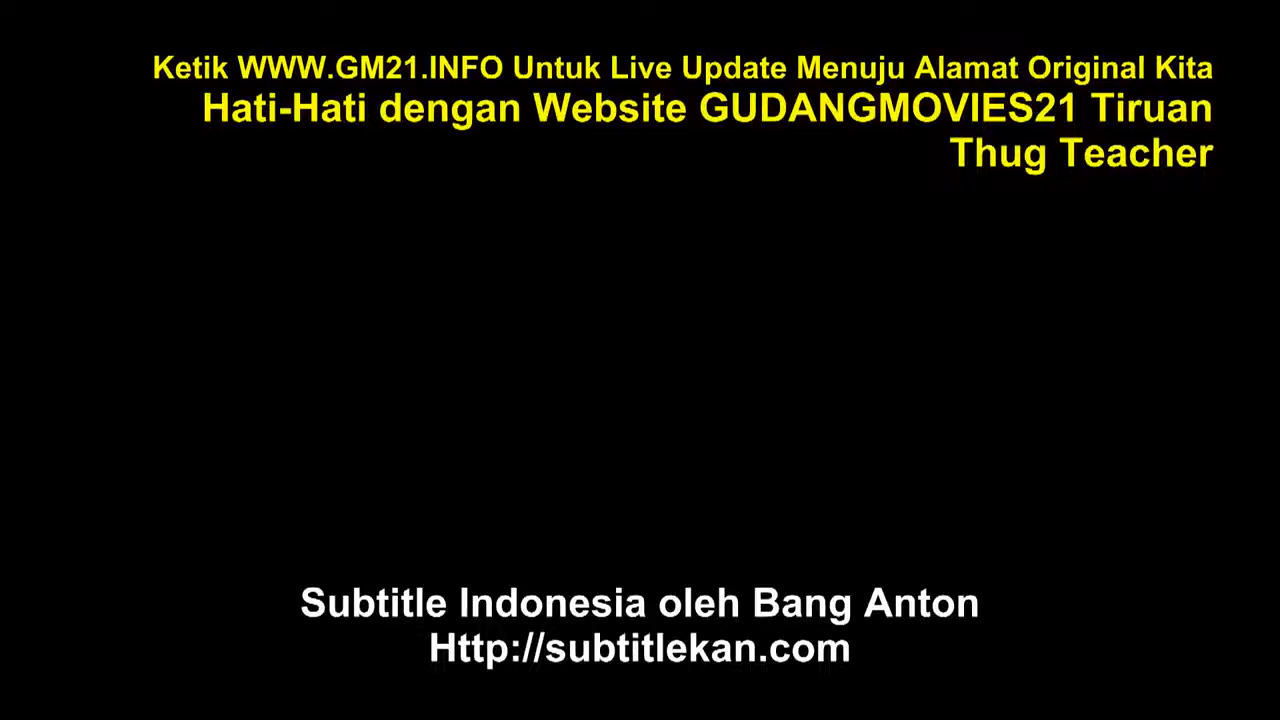 Ketik WWW.GM21.INFO Untuk Live Update Menuju Alamat Original Kita
Hati-Hati dengan Website GUDANGMOVIES21 Tiruan
Thug Teacher
Subtitle Indonesia oleh Bang Anton
Http://subtitlekan.com